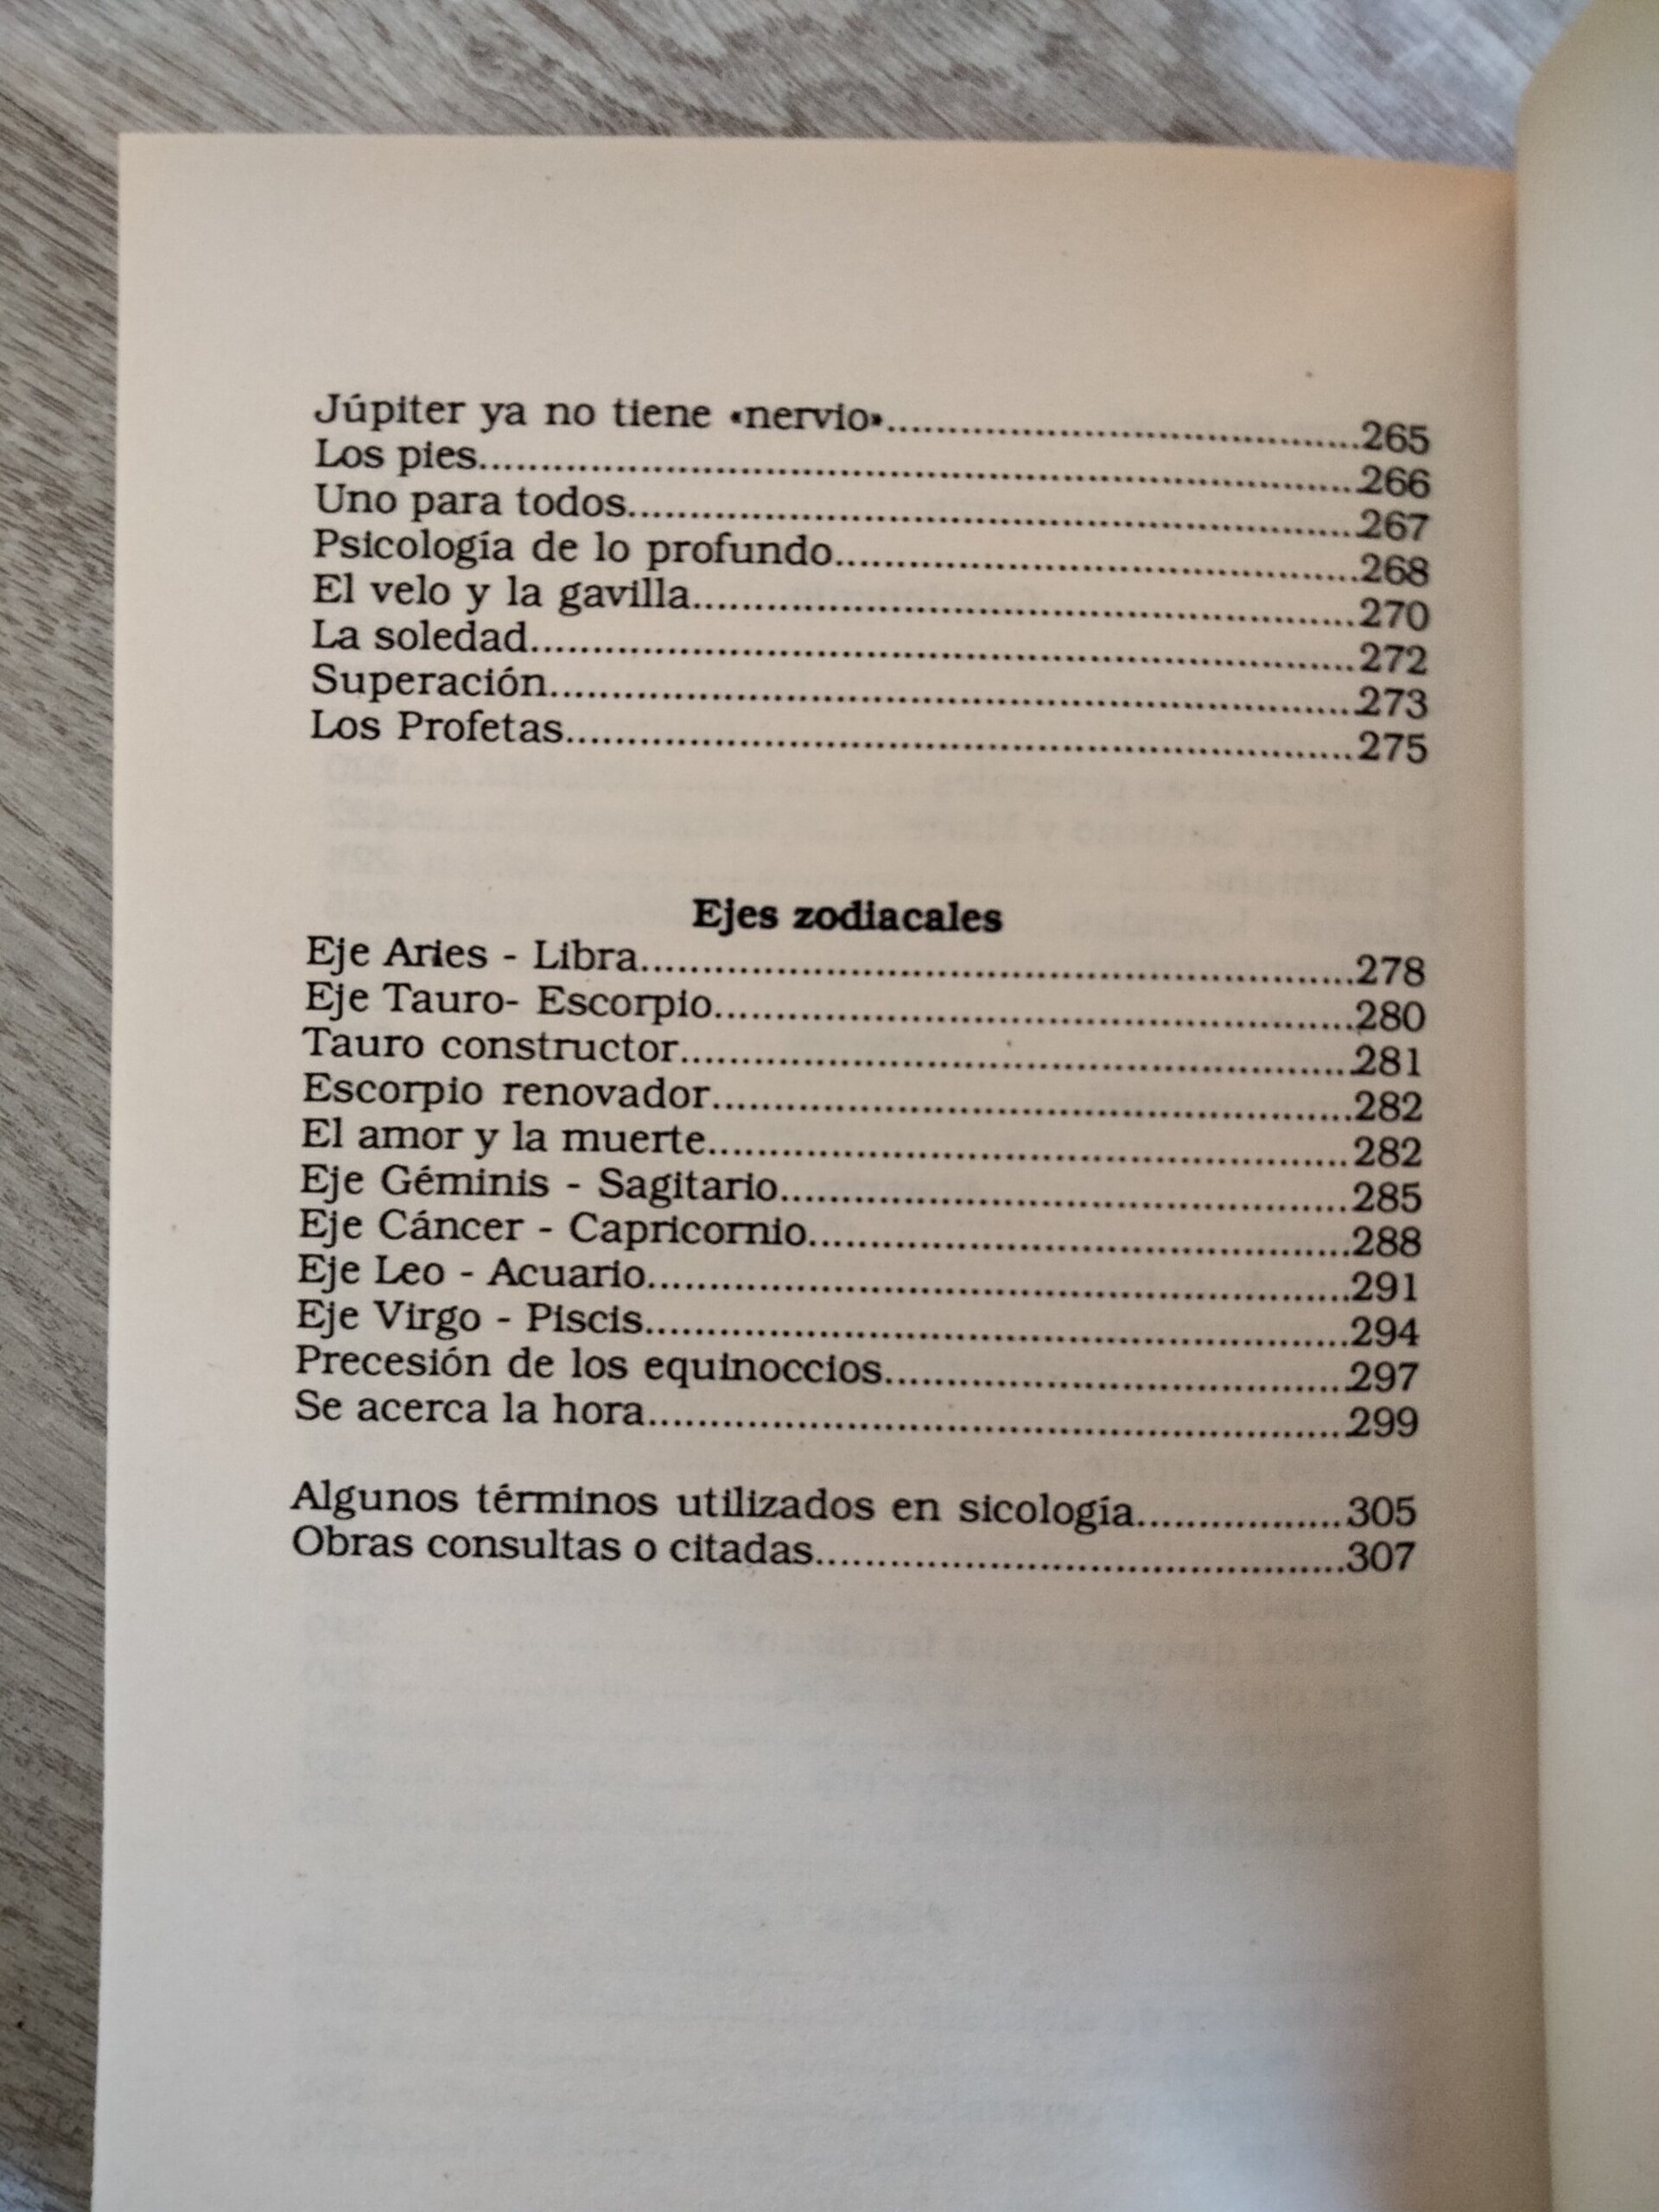 Júpiter ya no tiene «nervio»........................................265
Los pies........................................266
Uno para todos........................................267
Psicología de lo profundo........................................268
El velo y la gavilla........................................270
La soledad........................................272
Superación........................................273
Los Profetas........................................275
Ejes zodiacales
Eje Aries - Libra........................................278
Eje Tauro- Escorpio........................................280
Tauro constructor........................................281
Escorpio renovador........................................282
El amor y la muerte........................................282
Eje Géminis - Sagitario........................................285
Eje Cáncer - Capricornio........................................288
Eje Leo - Acuario........................................291
Eje Virgo - Piscis........................................294
Precesión de los equinoccios........................................297
Se acerca la hora........................................299
Algunos términos utilizados en sicología.................305
Obras consultas o citadas........................................307